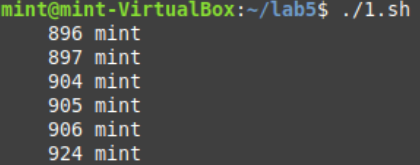 mint@mint-VirtualBox:~/lab5$ ./1.sh
896 mint
897 mint
904 mint
905 mint
906 mint
924 mint